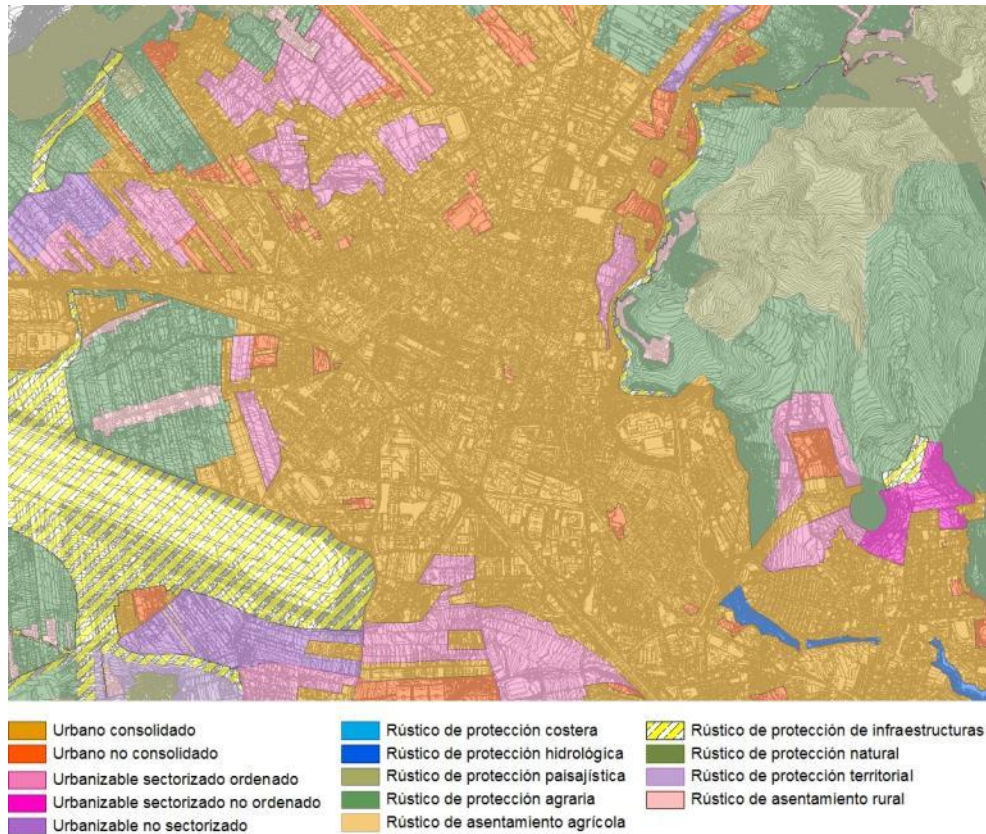 Urbano consolidado
Urbano no consolidado
Urbanizable sectorizado ordenado
Urbanizable sectorizado no ordenado
Urbanizable no sectorizado
Rústico de protección costera
Rústico de protección hidrológica
Rústico de protección paisajística
Rústico de protección agraria
Rústico de asentamiento agrícola
Rústico de protección de infraestructuras
Rústico de protección natural
Rústico de protección territorial
Rústico de asentamiento rural